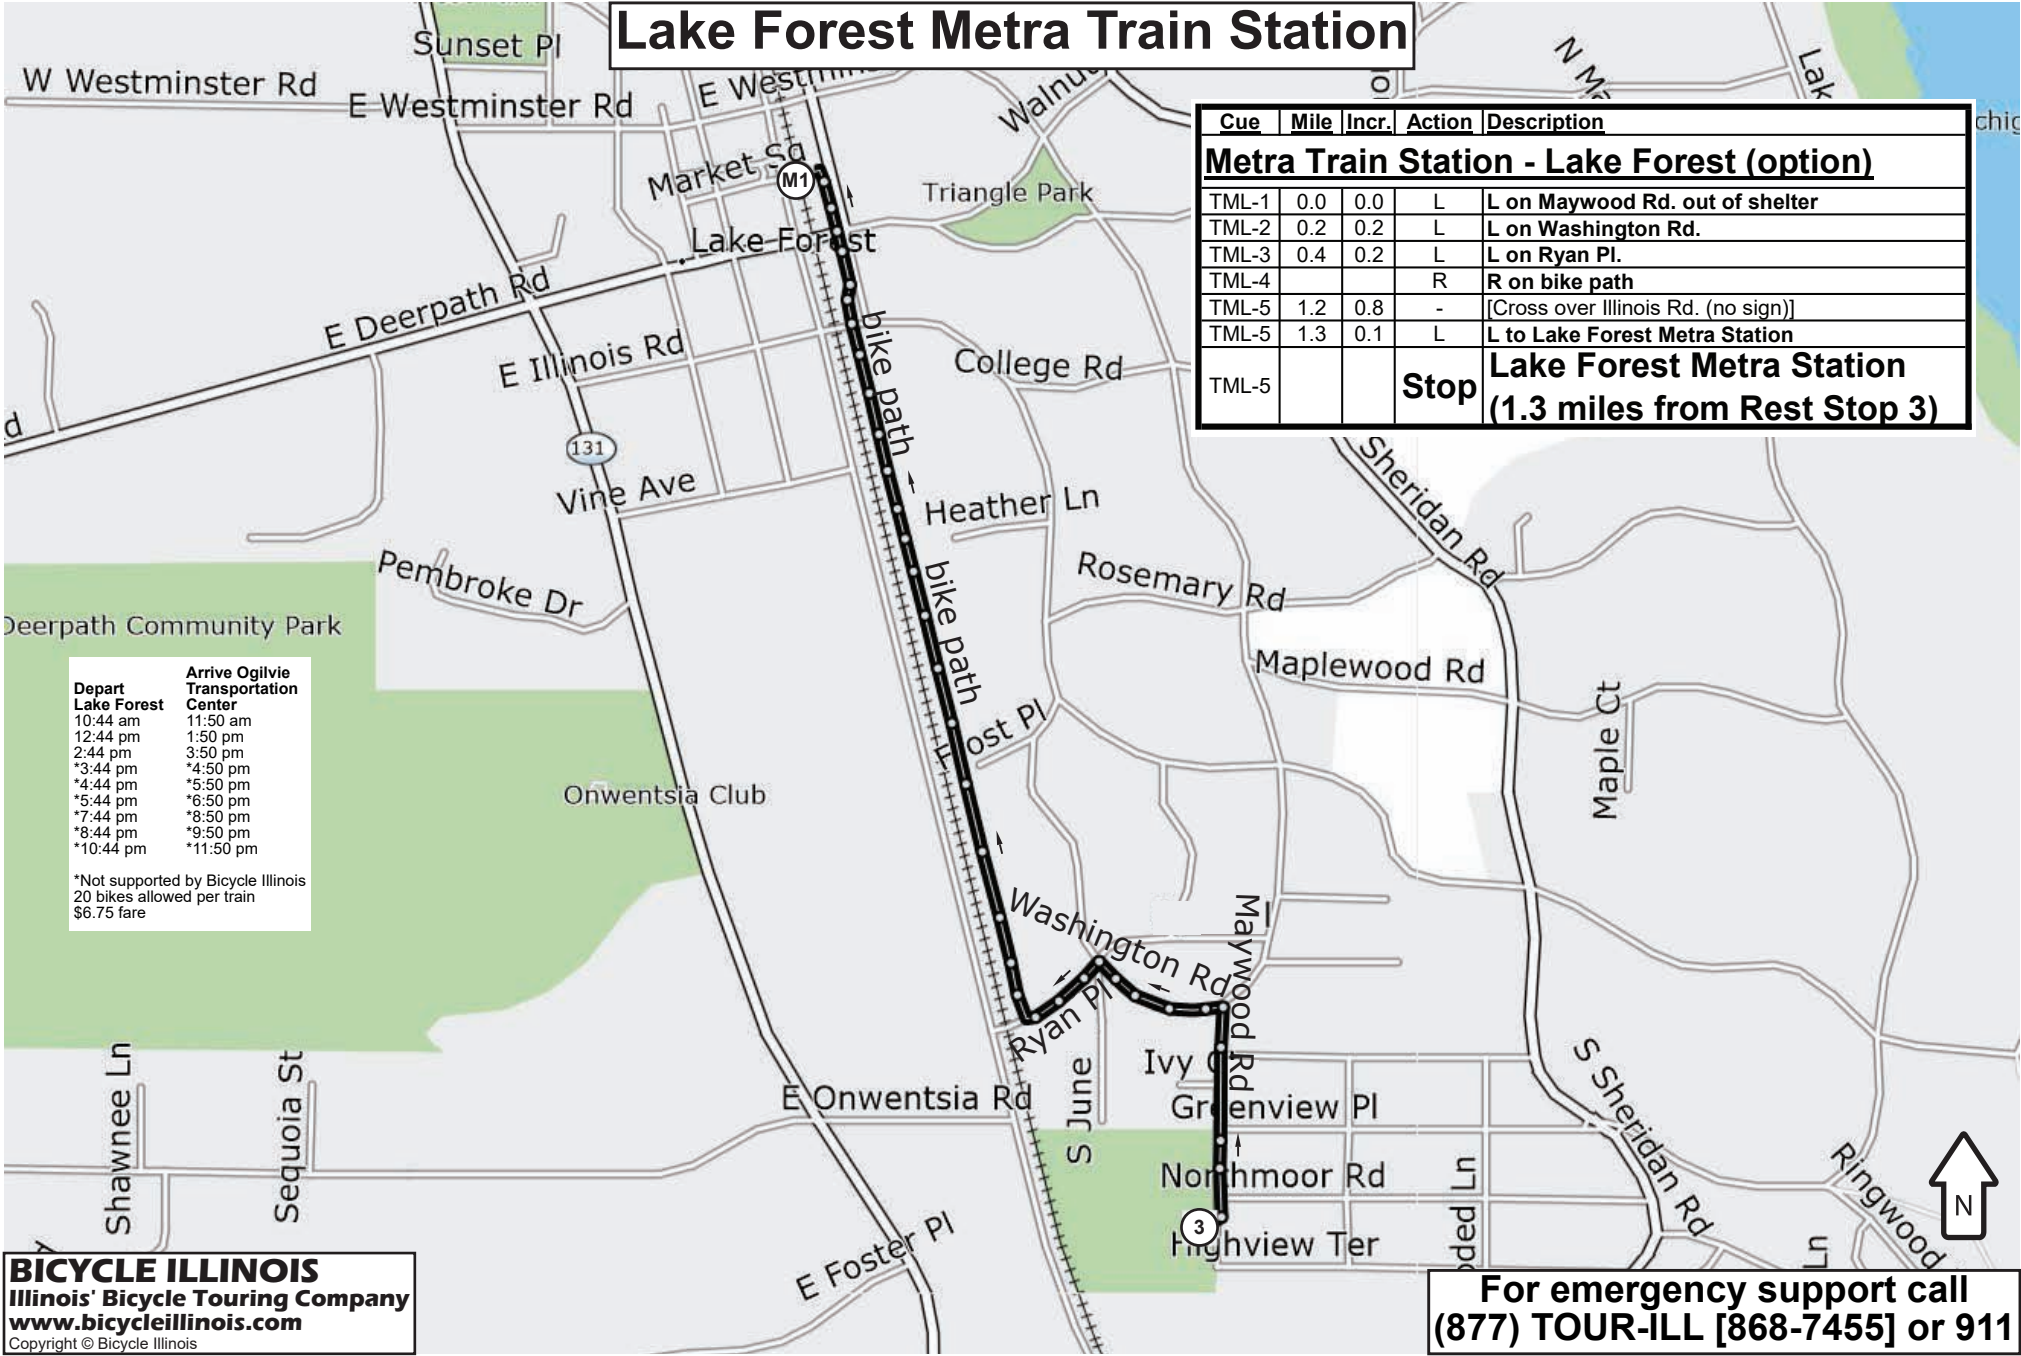 Lake Forest Metra Train Station
Sunset Pl
W Westminster Rd
E Westminster Rd
Market Sq
M1
Triangle Park
Lake Forest
E Deerpath Rd
E Illinois Rd
College Rd
bike path
131
Vine Ave
Heather Ln
Sheridan Rd
Pembroke Dr
bike path
Rosemary Rd
Deerpath Community Park
Maplewood Rd
Maple Ct
Onwentsia Club
Washington Rd
Maywood Rd
Ryan Pl
Ivy
S June
E Onwentsia Rd
Greenview Pl
Shawnee Ln
Sequoia St
Northmoor Rd
S Sheridan Rd
Ringwood
3
Highview Ter
E Foster Pl
Ln
N
Cue Mile Incr. Action Description
Metra Train Station - Lake Forest (option)
TML-1 0.0 0.0 L L on Maywood Rd. out of shelter
TML-2 0.2 0.2 L L on Washington Rd.
TML-3 0.4 0.2 L L on Ryan Pl.
TML-4 R R on bike path
TML-5 1.2 0.8 - [Cross over Illinois Rd. (no sign)]
TML-5 1.3 0.1 L L to Lake Forest Metra Station
TML-5 Stop Lake Forest Metra Station
(1.3 miles from Rest Stop 3)
Depart Lake Forest Arrive Ogilvie Transportation Center
10:44 am 11:50 am
12:44 pm 1:50 pm
2:44 pm 3:50 pm
*3:44 pm *4:50 pm
*4:44 pm *5:50 pm
*5:44 pm *6:50 pm
*7:44 pm *8:50 pm
*8:44 pm *9:50 pm
*10:44 pm *11:50 pm
*Not supported by Bicycle Illinois
20 bikes allowed per train
$6.75 fare
BICYCLE ILLINOIS
Illinois' Bicycle Touring Company
www.bicycleillinois.com
Copyright © Bicycle Illinois
For emergency support call
(877) TOUR-ILL [868-7455] or 911